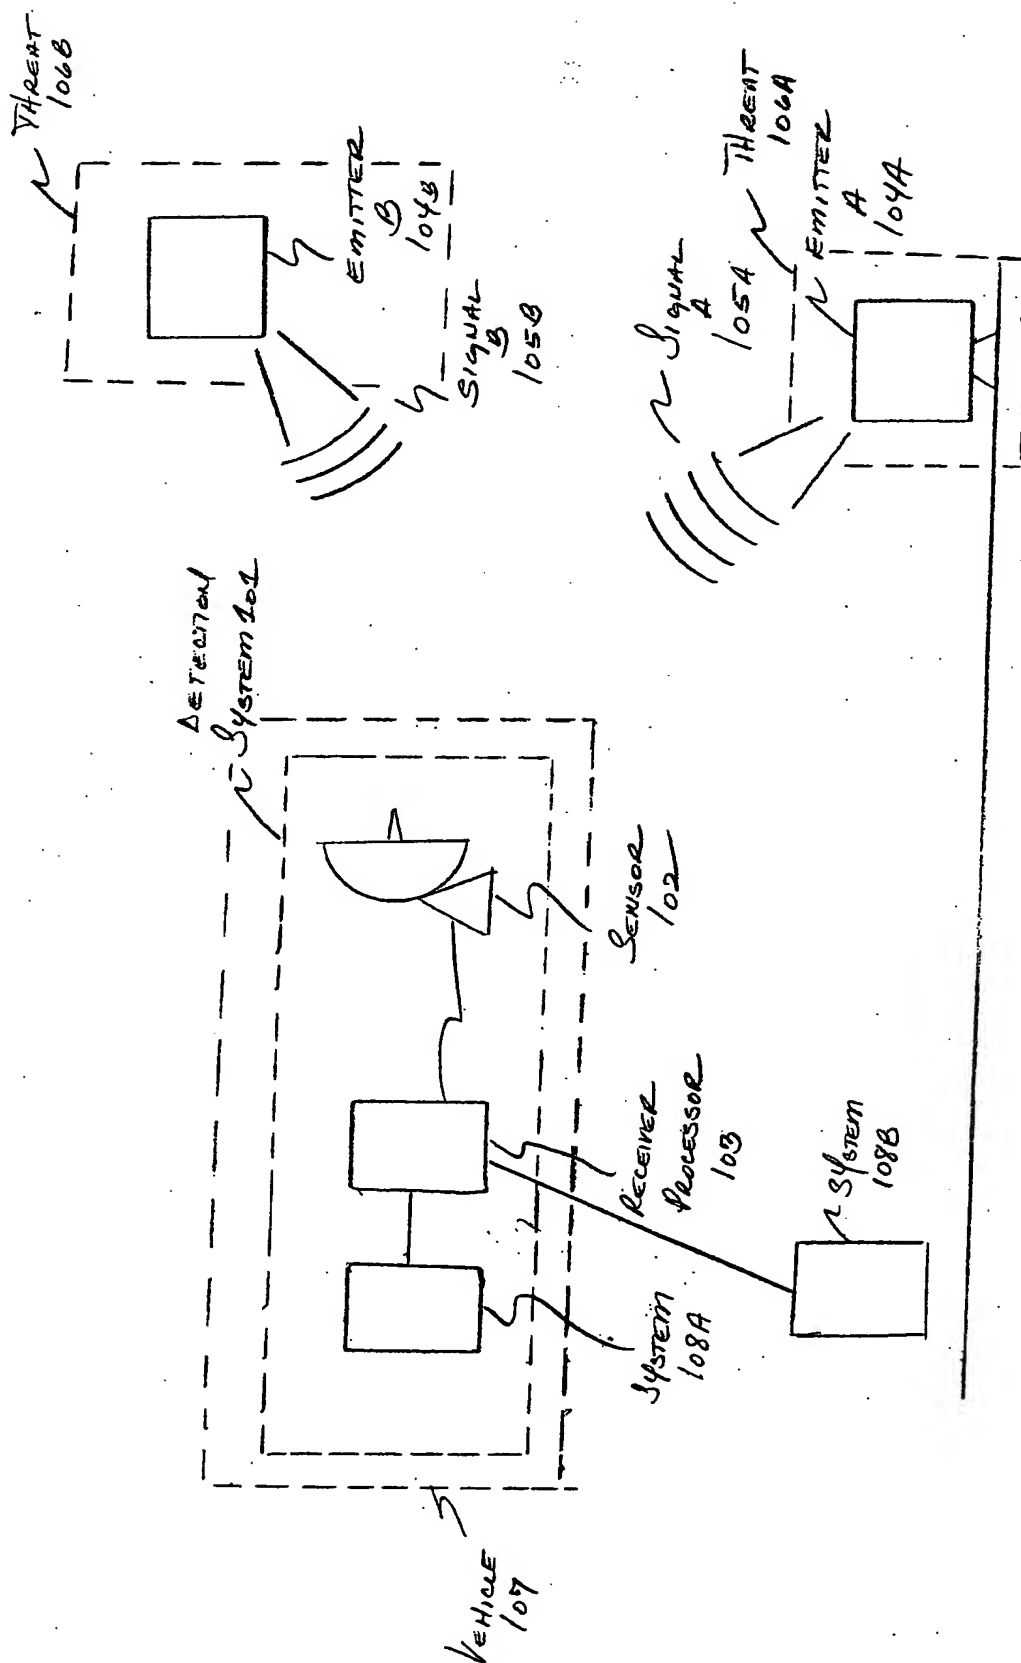 THREAT
106B
EMITTER
B
104B
SIGNAL
B
105B
DETECTION
SYSTEM 101
SENSOR
102
RECEIVER
PROCESSOR
103
SYSTEM
108A
VEHICLE
107
SYSTEM
108B
SIGNAL
A
105A
THREAT
106A
EMITTER
A
104A